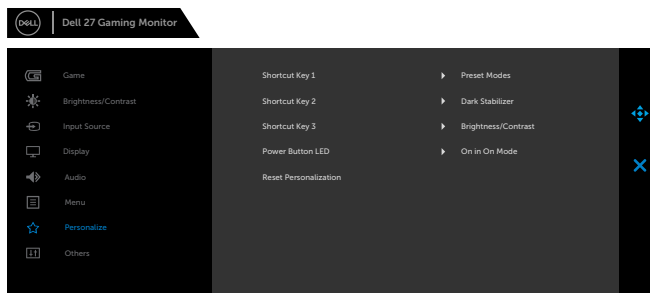 DELL Dell 27 Gaming Monitor
Game Shortcut Key 1 Preset Modes
Brightness/Contrast Shortcut Key 2 Dark Stabilizer
Input Source Shortcut Key 3 Brightness/Contrast
Display Power Button LED On in On Mode
Audio Reset Personalization
Menu
Personalize
Others